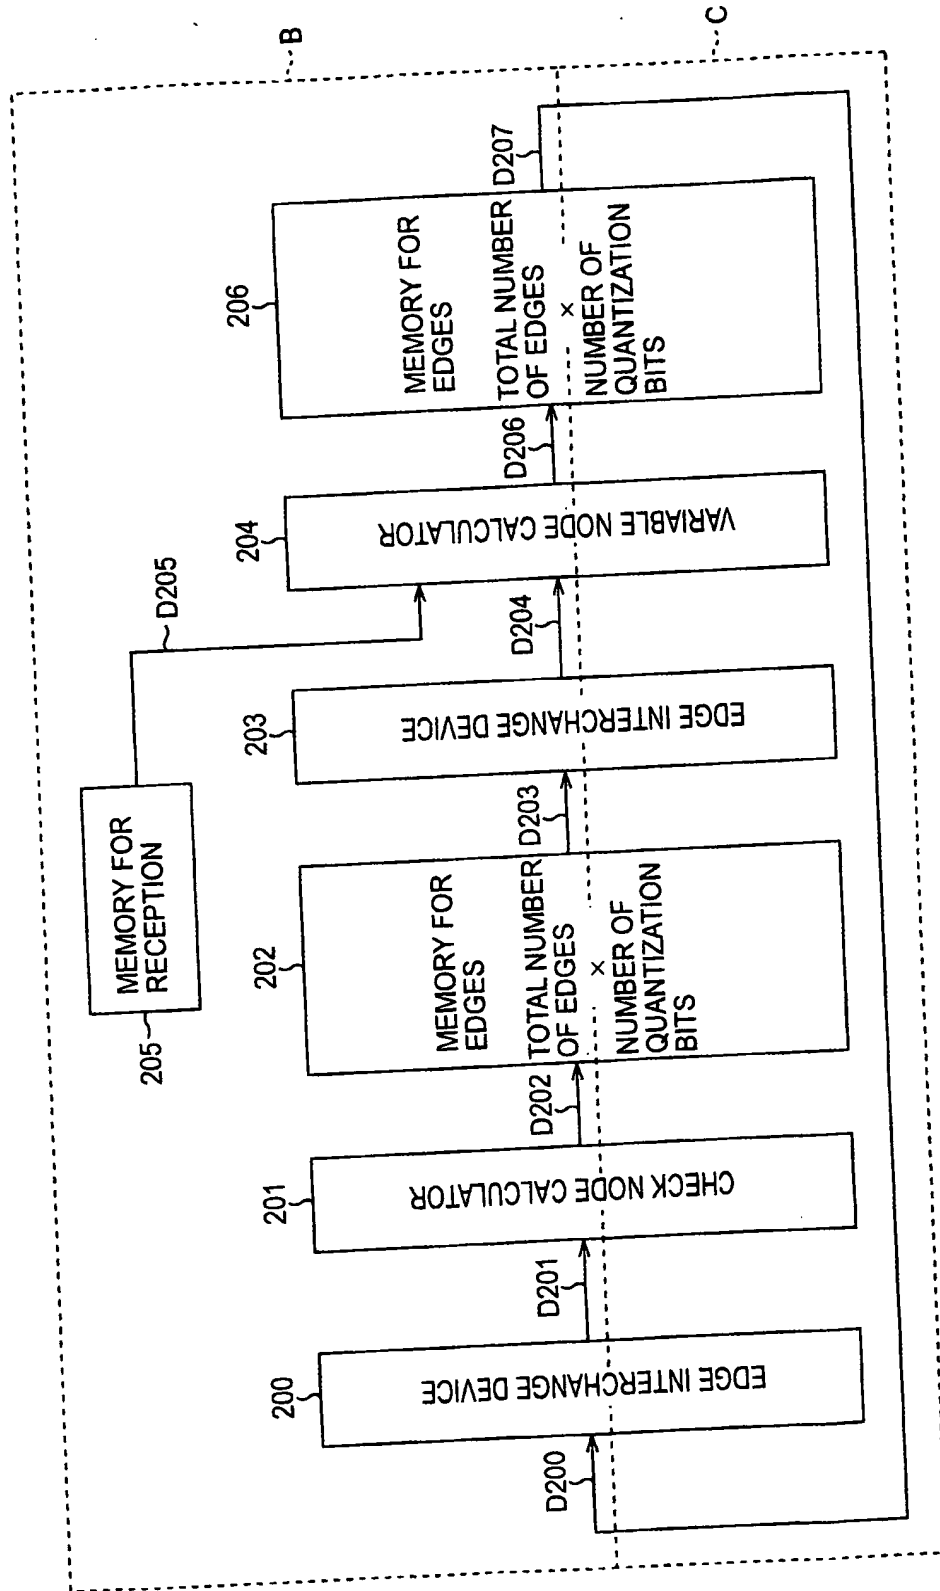 B
C
205
MEMORY FOR
RECEPTION
D205
200
EDGE INTERCHANGE DEVICE
201
CHECK NODE CALCULATOR
202
MEMORY FOR
EDGES
TOTAL NUMBER
OF EDGES
×
NUMBER OF
QUANTIZATION
BITS
203
EDGE INTERCHANGE DEVICE
204
VARIABLE NODE CALCULATOR
206
MEMORY FOR
EDGES
TOTAL NUMBER
OF EDGES
×
NUMBER OF
QUANTIZATION
BITS
D200
D201
D202
D203
D204
D206
D207